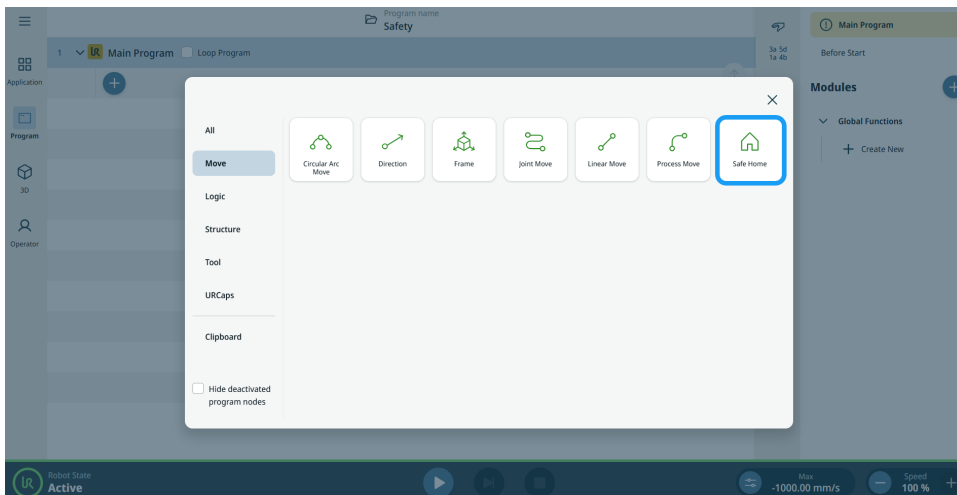 Program name
Safety
1 Main Program Loop Program
3a 5d
1a 4b
Main Program
Before Start
Modules
Global Functions
Create New
Application
Program
3D
Operator
All
Move
Logic
Structure
Tool
URCaps
Clipboard
Hide deactivated
program nodes
Circular Arc
Move
Direction
Frame
Joint Move
Linear Move
Process Move
Safe Home
Robot State
Active
Max
-1000.00 mm/s
Speed
100 %